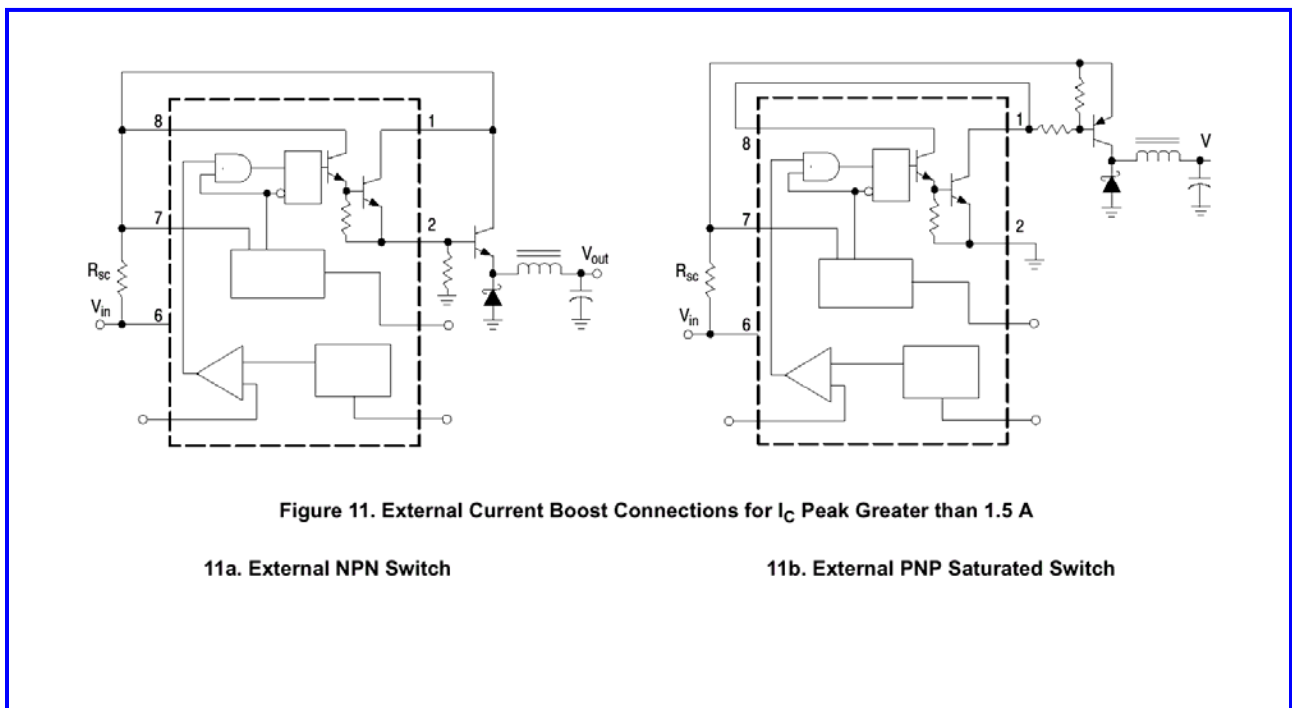 8
1
7
2
Rsc
Vin
6
Vout
8
1
7
2
Rsc
Vin
6
V
Figure 11. External Current Boost Connections for IC Peak Greater than 1.5 A
11a. External NPN Switch
11b. External PNP Saturated Switch